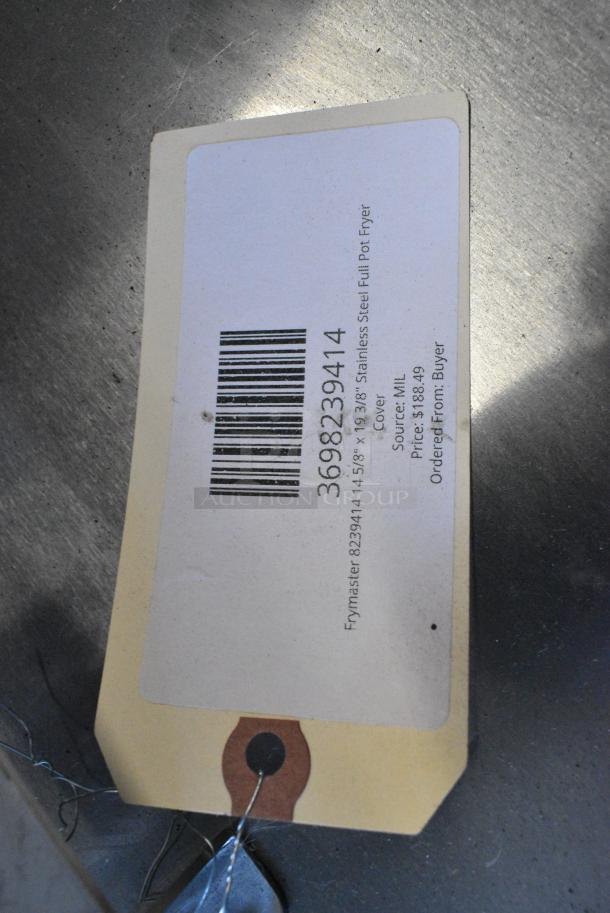 3698239414
Frymaster 8239414 14 5/8" x 19 3/8" Stainless Steel Full Pot Fryer
Cover
Source: MIL
Price: $188.49
Ordered From: Buyer
AUCTION GROUP